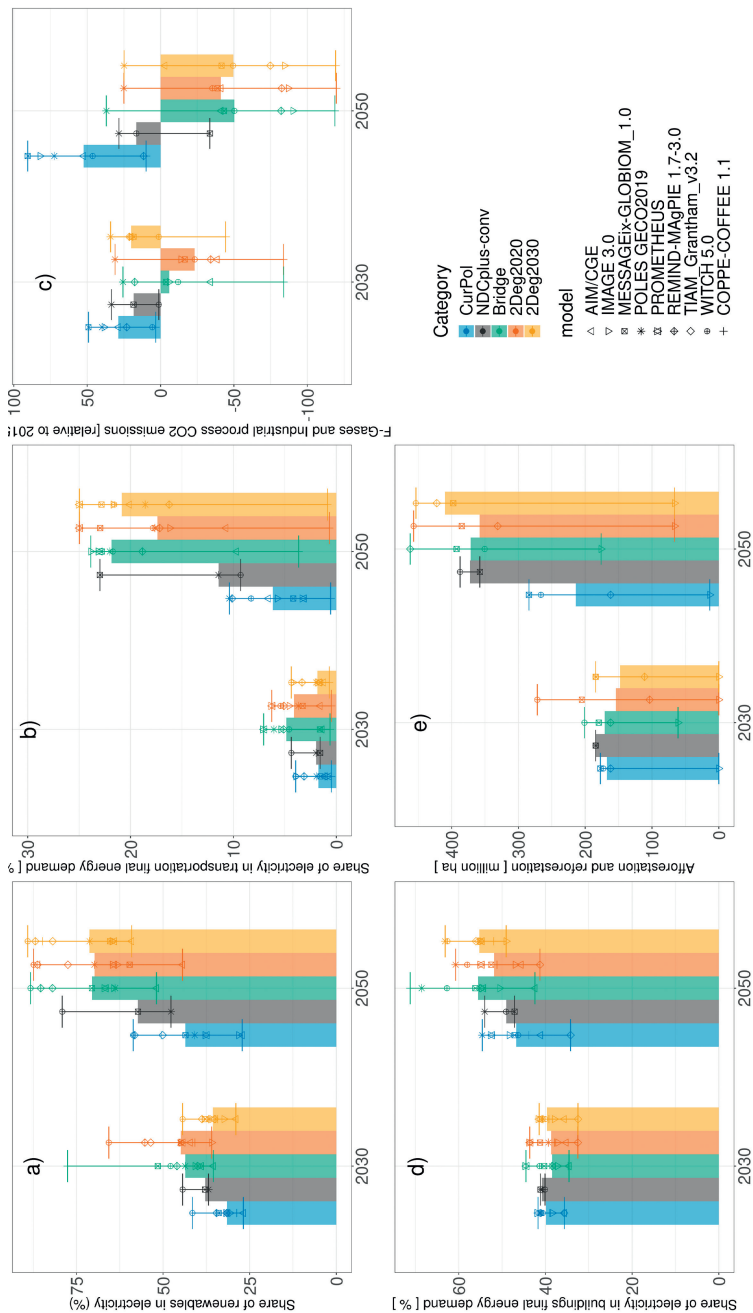 a)
Share of renewables in electricity (%)
75
50
25
0
2030
2050
b)
Share of electricity in transportation final energy demand [ %
30
20
10
0
2030
2050
c)
F-Gases and Industrial process CO2 emissions [relative to 201
100
50
0
-50
-100
2030
2050
d)
Share of electricity in buildings final energy demand [ % ]
60
40
20
0
2030
2050
e)
Afforestation and reforestation [ million ha ]
400
300
200
100
0
2030
2050
Category
CurPol
NDCplus-conv
Bridge
2Deg2020
2Deg2030
model
AIM/CGE
IMAGE 3.0
MESSAGEix-GLOBIOM_1.0
POLES GECO2019
PROMETHEUS
REMIND-MAgPIE 1.7-3.0
TIAM_Grantham_v3.2
WITCH 5.0
COPPE-COFFEE 1.1